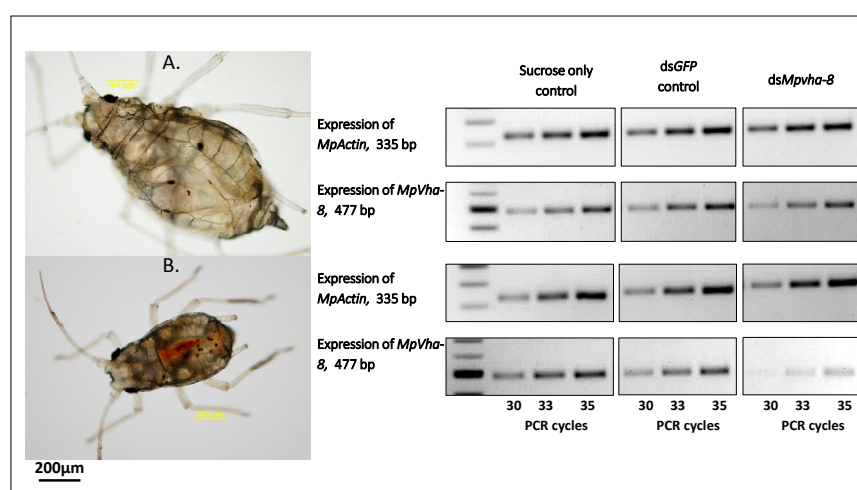 A.
B.
200µm
Sucrose only
control
dsGFP
control
dsMpvha-8
Expression of
MpActin, 335 bp
Expression of MpVha-
8, 477 bp
Expression of
MpActin, 335 bp
Expression of MpVha-
8, 477 bp
30 33 35
30 33 35
30 33 35
PCR cycles
PCR cycles
PCR cycles